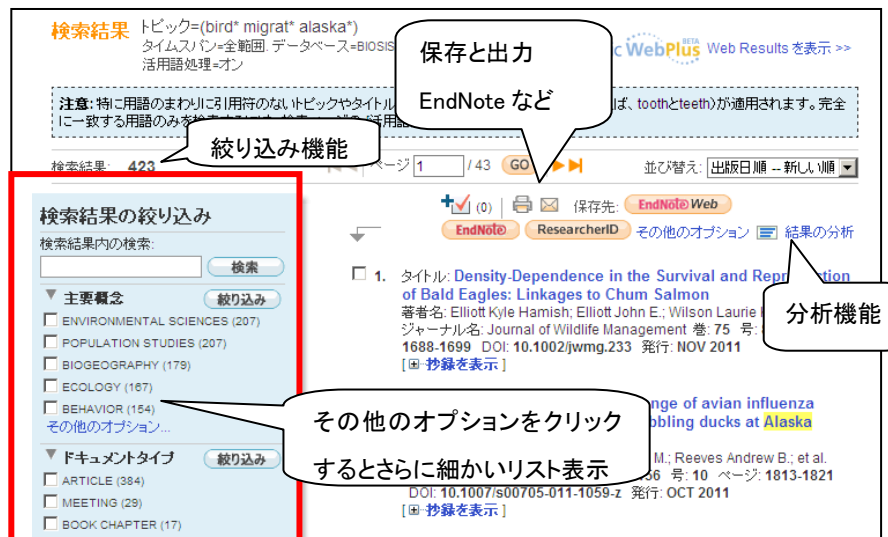 検索結果 トピック=(bird* migrat* alaska*)
タイムスパン=全範囲. データベース=BIOSIS
活用語処理=オン
保存と出力
EndNote など
c WebPlus BETA Web Results を表示 >>
注意: 特に用語のまわりに引用符のないトピックやタイトル
ば、toothとteeth)が適用されます。完全
に一致する用語のみを
絞り込み機能
検索結果: 423
ページ 1 / 43 GO
並び替え: 出版日順 -- 新しい順
検索結果の絞り込み
検索結果内の検索:
検索
(0) 保存先: EndNote Web
EndNote ResearcherID その他のオプション 結果の分析
分析機能
主要概念 絞り込み
ENVIRONMENTAL SCIENCES (207)
POPULATION STUDIES (207)
BIOGEOGRAPHY (179)
ECOLOGY (167)
BEHAVIOR (154)
その他のオプション...
ドキュメントタイプ 絞り込み
ARTICLE (384)
MEETING (29)
BOOK CHAPTER (17)
1. タイトル: Density-Dependence in the Survival and Repr ction
of Bald Eagles: Linkages to Chum Salmon
著者名: Elliott Kyle Hamish; Elliott John E.; Wilson Laurie
ジャーナル名: Journal of Wildlife Management 巻: 75 号:
1688-1699 DOI: 10.1002/jwmg.233 発行: NOV 2011
[抄録を表示]
その他のオプションをクリック
するとさらに細かいリスト表示
nge of avian influenza
bbling ducks at Alaska
M.; Reeves Andrew B.; et al.
56 号: 10 ページ: 1813-1821
DOI: 10.1007/s00705-011-1059-z 発行: OCT 2011
[抄録を表示]